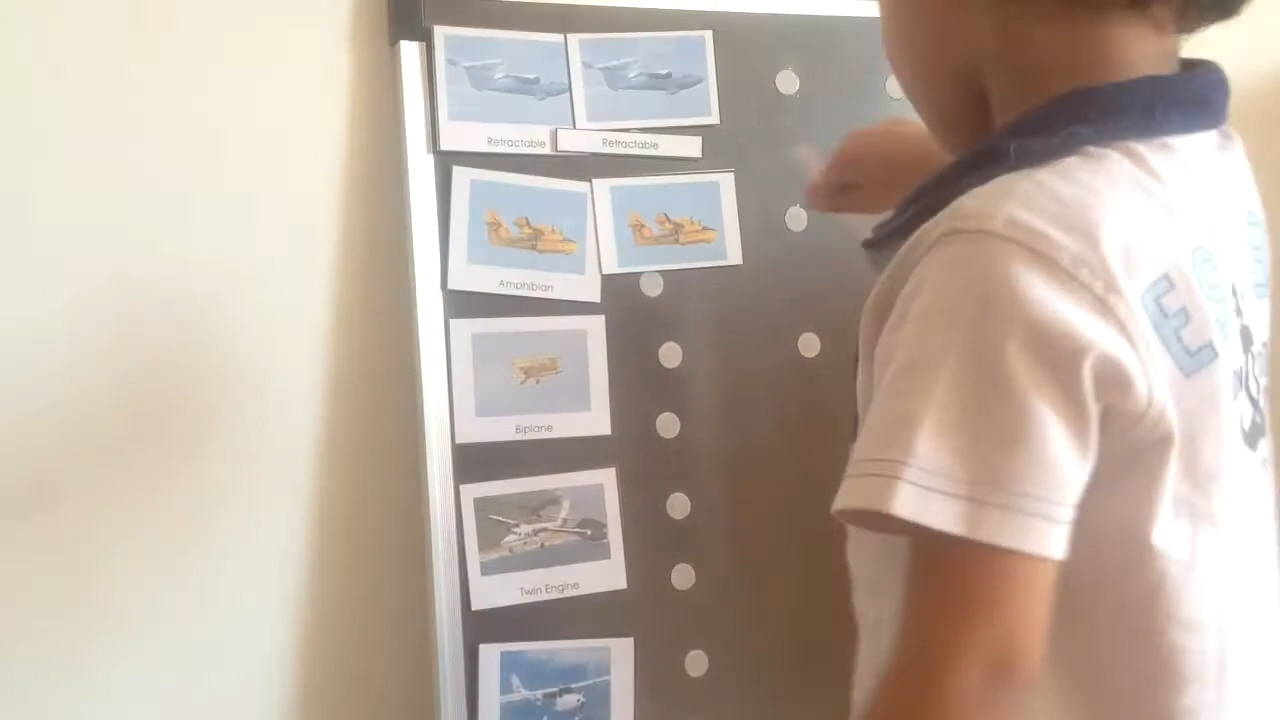 Retractable
Retractable
Amphibian
Biplane
Twin Engine